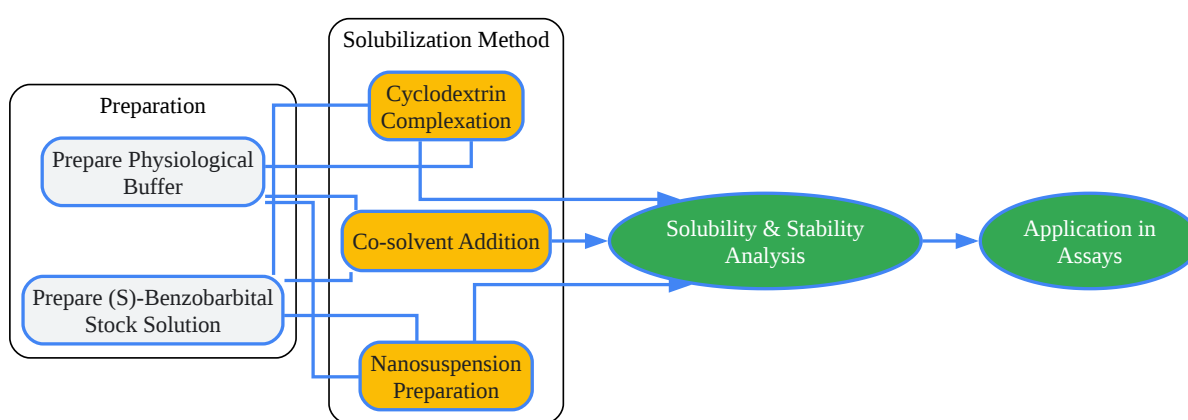 Preparation
Prepare Physiological
Buffer
Prepare (S)-Benzobarbital
Stock Solution
Solubilization Method
Cyclodextrin
Complexation
Co-solvent Addition
Nanosuspension
Preparation
Solubility & Stability
Analysis
Application in
Assays